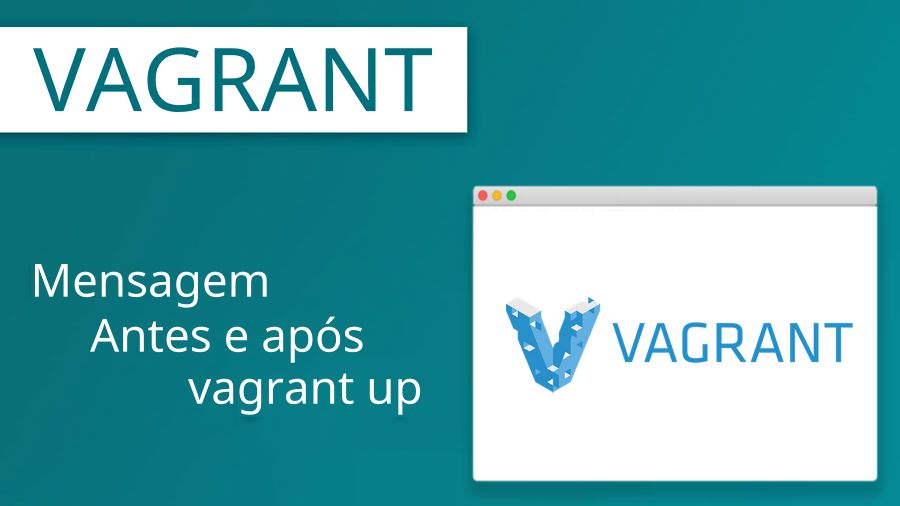 VAGRANT
Mensagem
Antes e após
vagrant up
VAGRANT